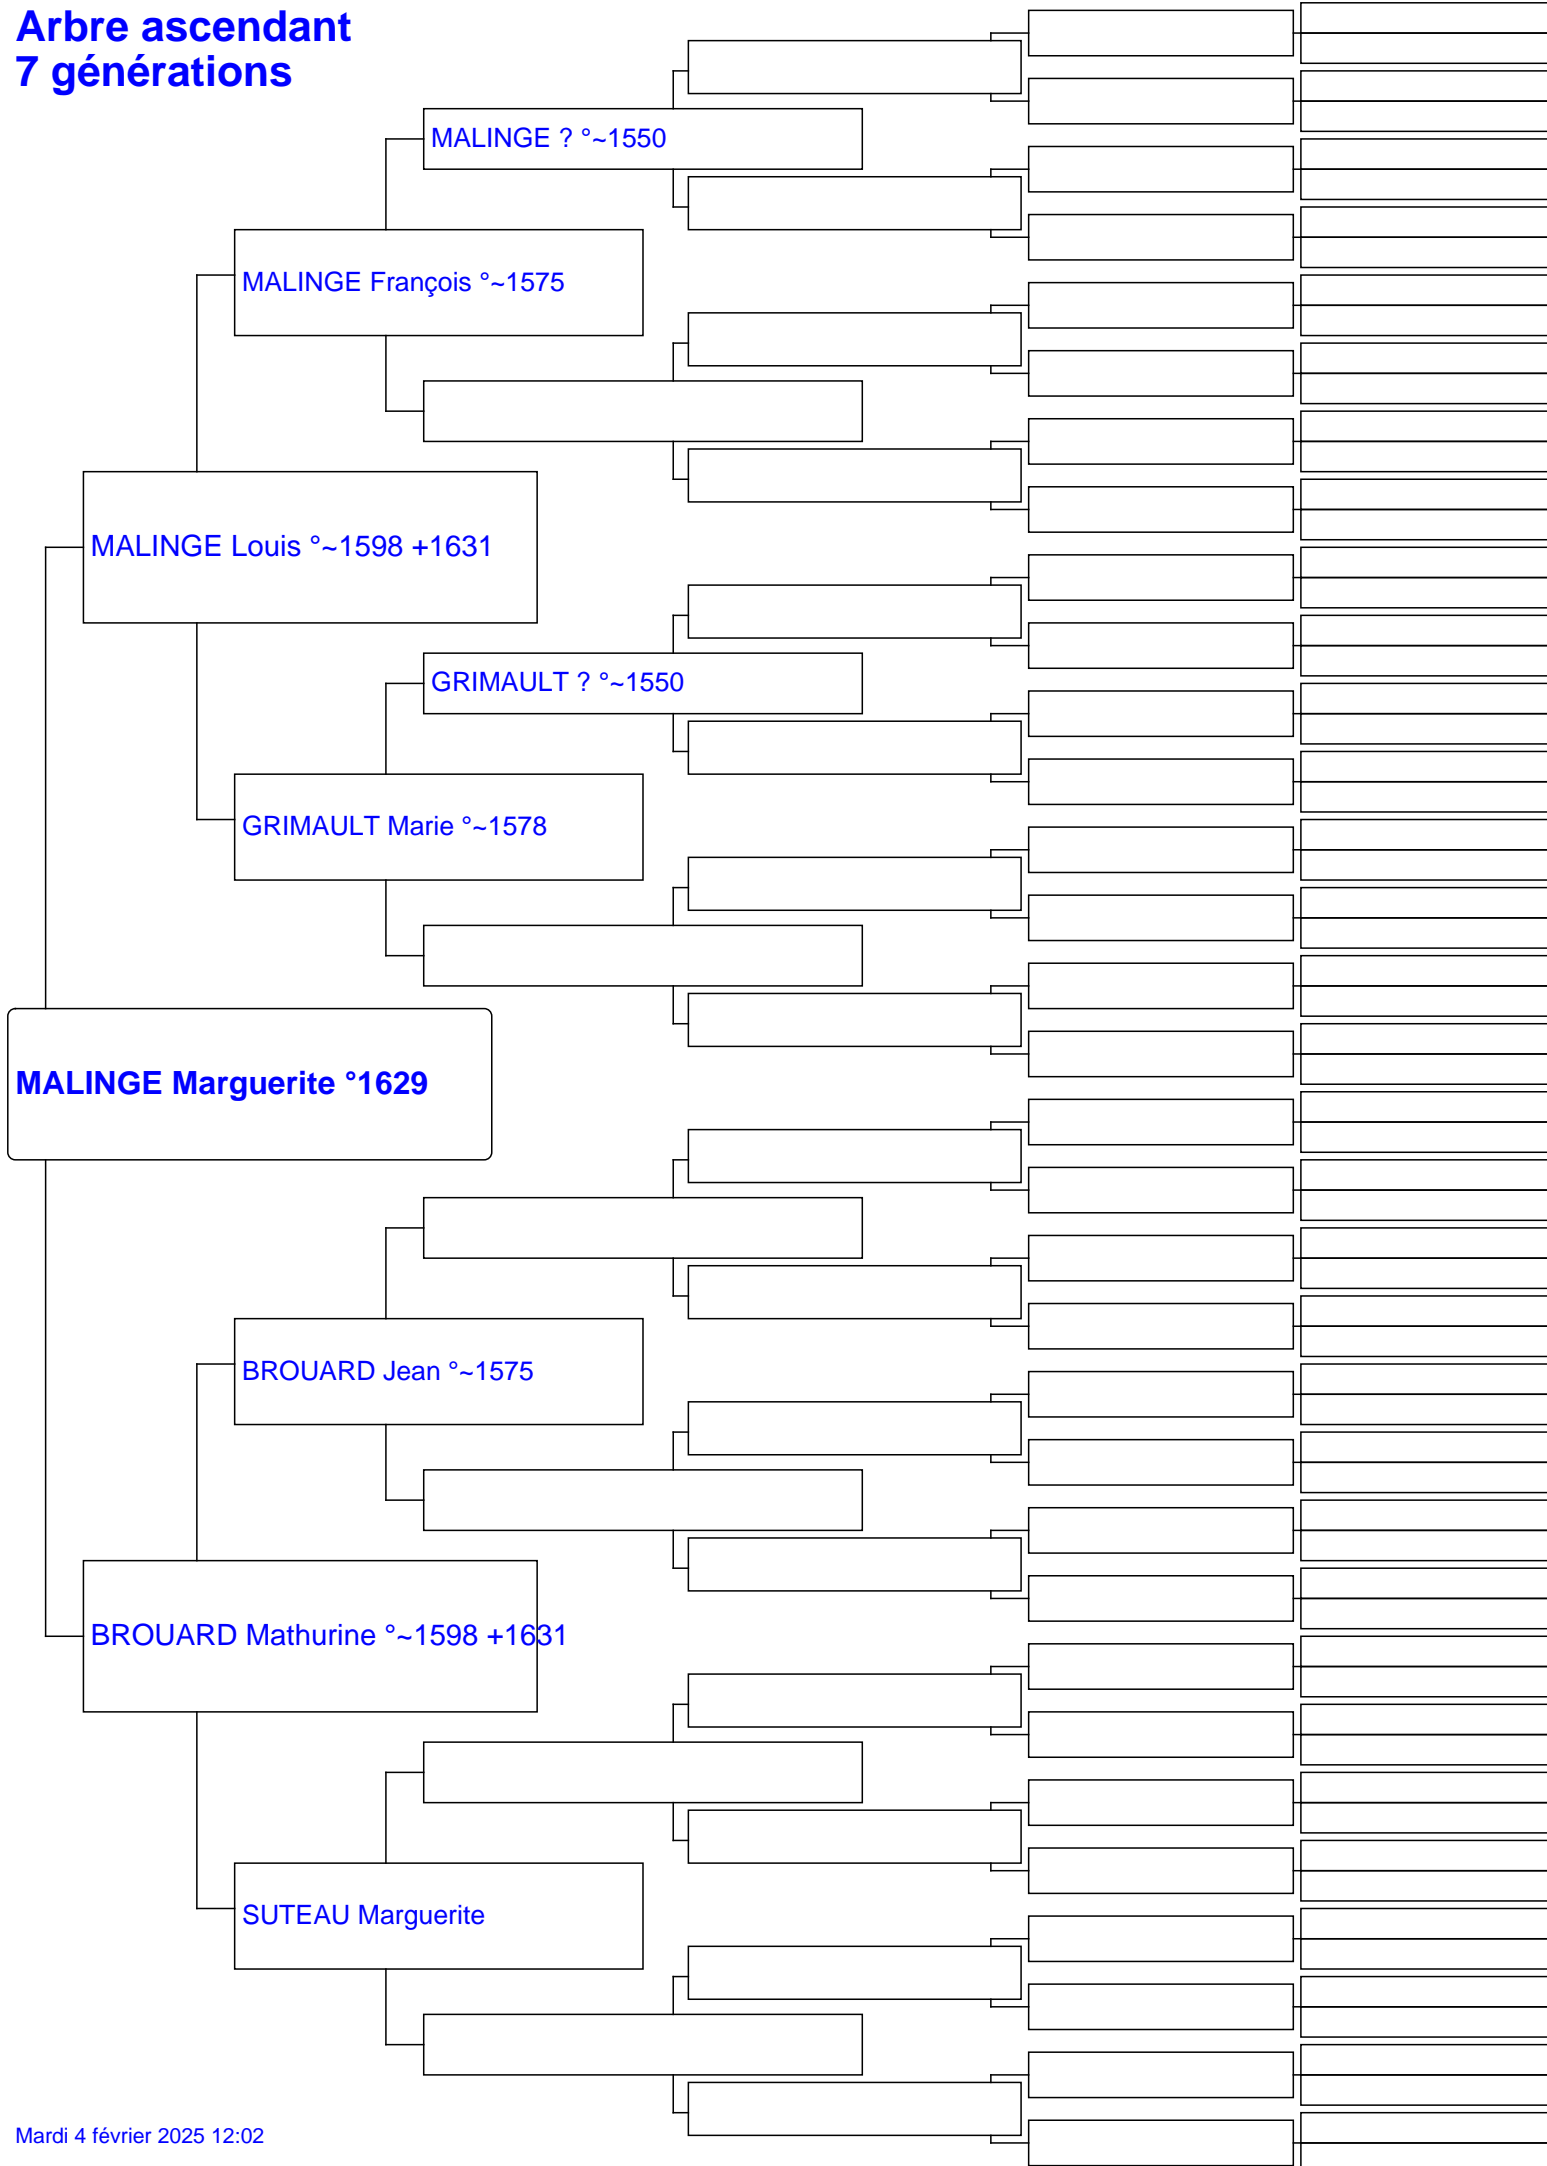 Arbre ascendant
7 générations
MALINGE ? °~1550
MALINGE François °~1575
MALINGE Louis °~1598 +1631
GRIMAULT ? °~1550
GRIMAULT Marie °~1578
MALINGE Marguerite °1629
BROUARD Jean °~1575
BROUARD Mathurine °~1598 +1631
SUTEAU Marguerite
Mardi 4 février 2025 12:02